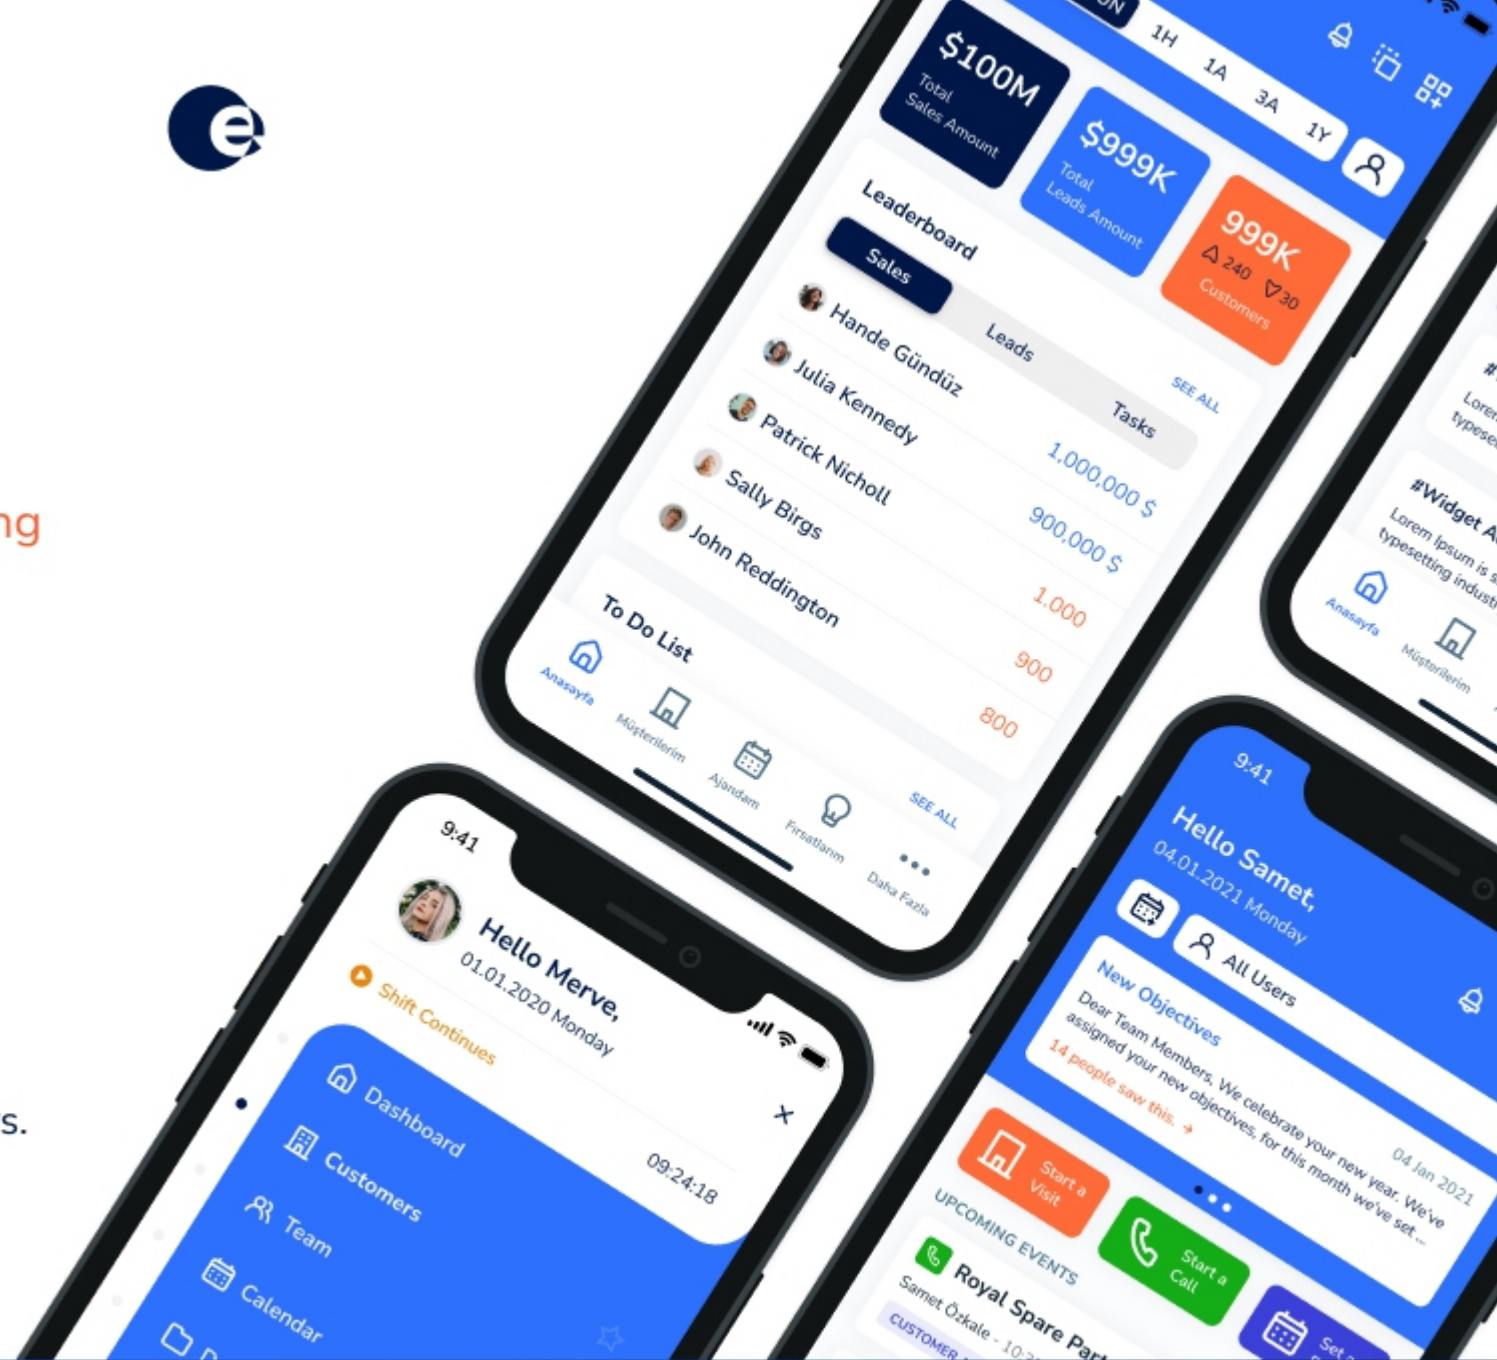 e
ng
s.
ON 1H 1A 3A 1Y
$100M
Total
Sales Amount
$999K
Total
Leads Amount
999K
240 30
Customers
Leaderboard
SEE ALL
Sales Leads Tasks
Hande Gündüz 1,000,000 $
Julia Kennedy 900,000 $
Patrick Nicholl 1.000
Sally Birgs 900
John Reddington 800
To Do List
SEE ALL
Anasayfa
Müşterilerim
Ajandam
Fırsatlarım
Daha Fazla
#
Lorem
typese
#Widget A
Lorem Ipsum is s
typesetting indust
Anasayfa
Müşterilerim
9:41
Hello Merve,
01.01.2020 Monday
Shift Continues
09:24:18
Dashboard
Customers
Team
Calendar
9:41
Hello Samet,
04.01.2021 Monday
All Users
New Objectives
04 Jan 2021
Dear Team Members, We celebrate your new year. We've
assigned your new objectives, for this month we've set ...
14 people saw this.
Start a
Visit
Start a
Call
Set a
UPCOMING EVENTS
Royal Spare Part
Samet Özkale - 10:3
CUSTOMER